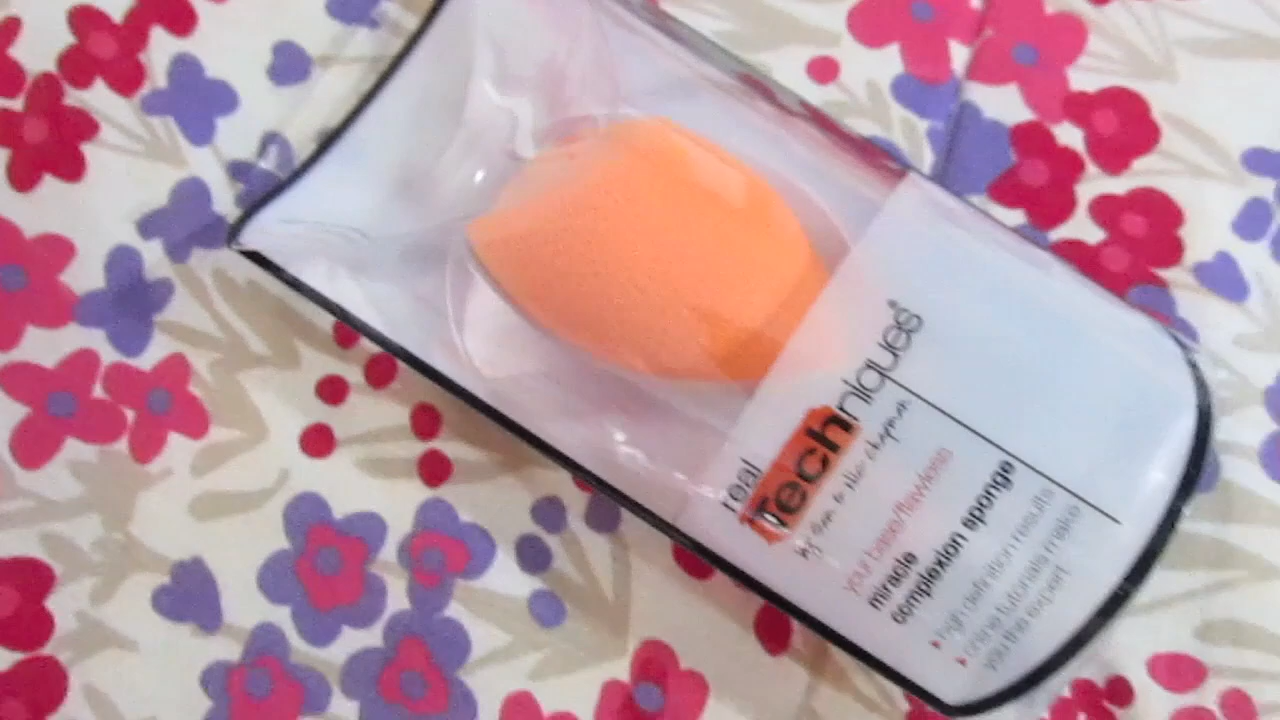 real
Techniques®
by Sam & Nic Chapman
your base/flawless
miracle
complexion sponge
high definition results
online tutorials make
you the expert